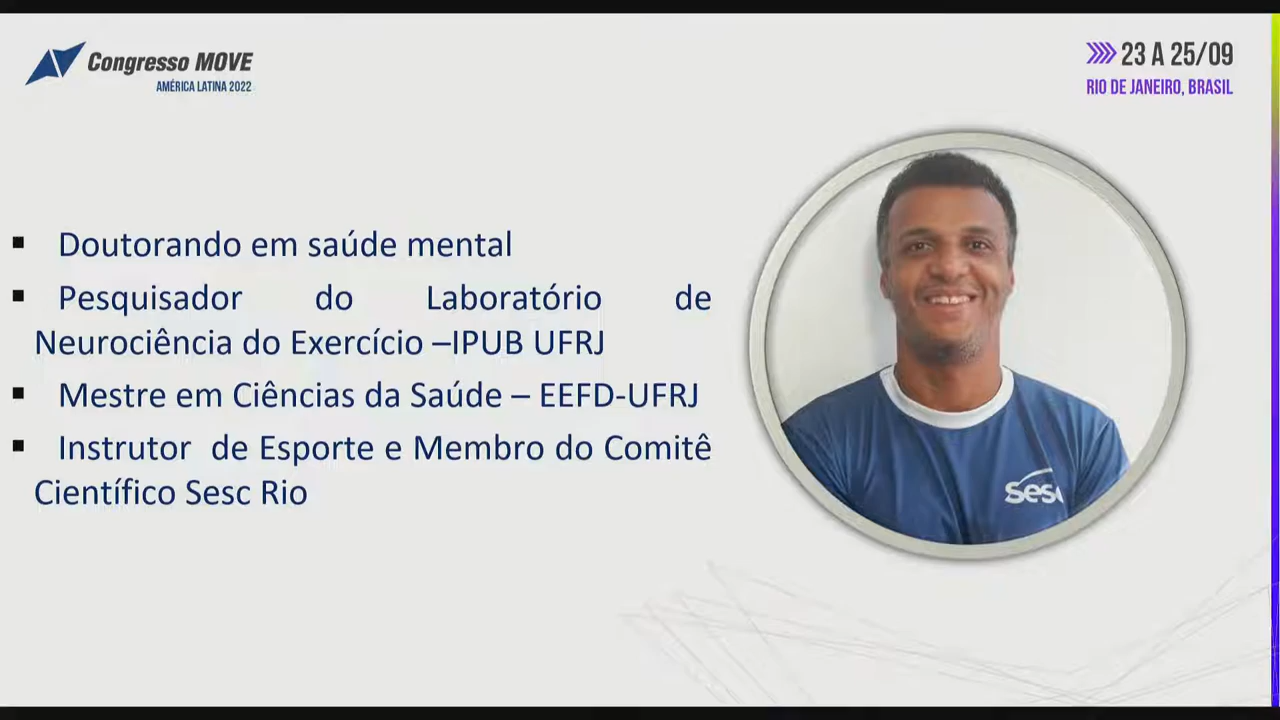 Congresso MOVE
AMÉRICA LATINA 2022
23 A 25/09
RIO DE JANEIRO, BRASIL
Doutorando em saúde mental
Pesquisador do Laboratório de
Neurociência do Exercício –IPUB UFRJ
Mestre em Ciências da Saúde – EEFD-UFRJ
Instrutor de Esporte e Membro do Comitê
Científico Sesc Rio
Sesc